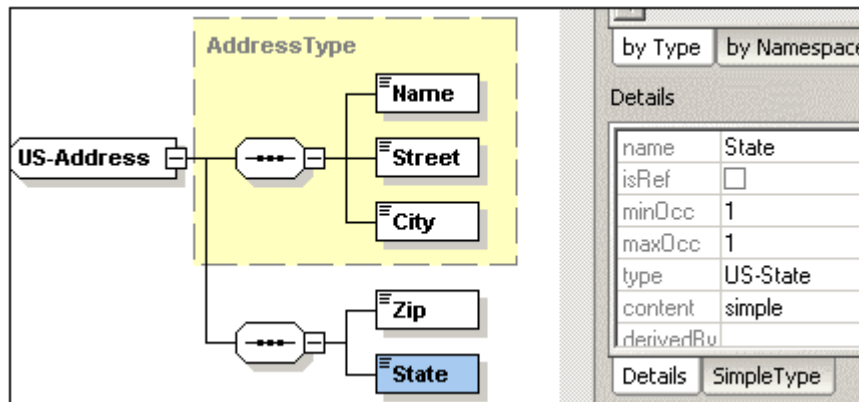 AddressType
Name
US-Address
Street
City
Zip
State
by Type by Namespace
Details
name State
isRef
minOcc 1
maxOcc 1
type US-State
content simple
Details SimpleType